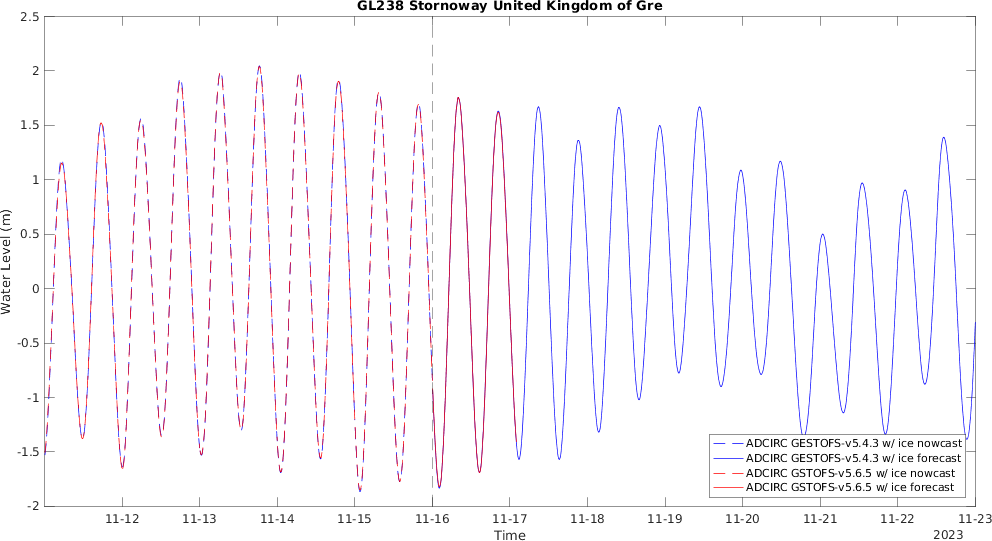 GL238 Stornoway United Kingdom of Gre
2.5
2
1.5
1
0.5
0
-0.5
-1
-1.5
-2
Water Level (m)
ADCIRC GESTOFS-v5.4.3 w/ ice nowcast
ADCIRC GESTOFS-v5.4.3 w/ ice forecast
ADCIRC GSTOFS-v5.6.5 w/ ice nowcast
ADCIRC GSTOFS-v5.6.5 w/ ice forecast
11-12 11-13 11-14 11-15 11-16 11-17 11-18 11-19 11-20 11-21 11-22 11-23
Time
2023